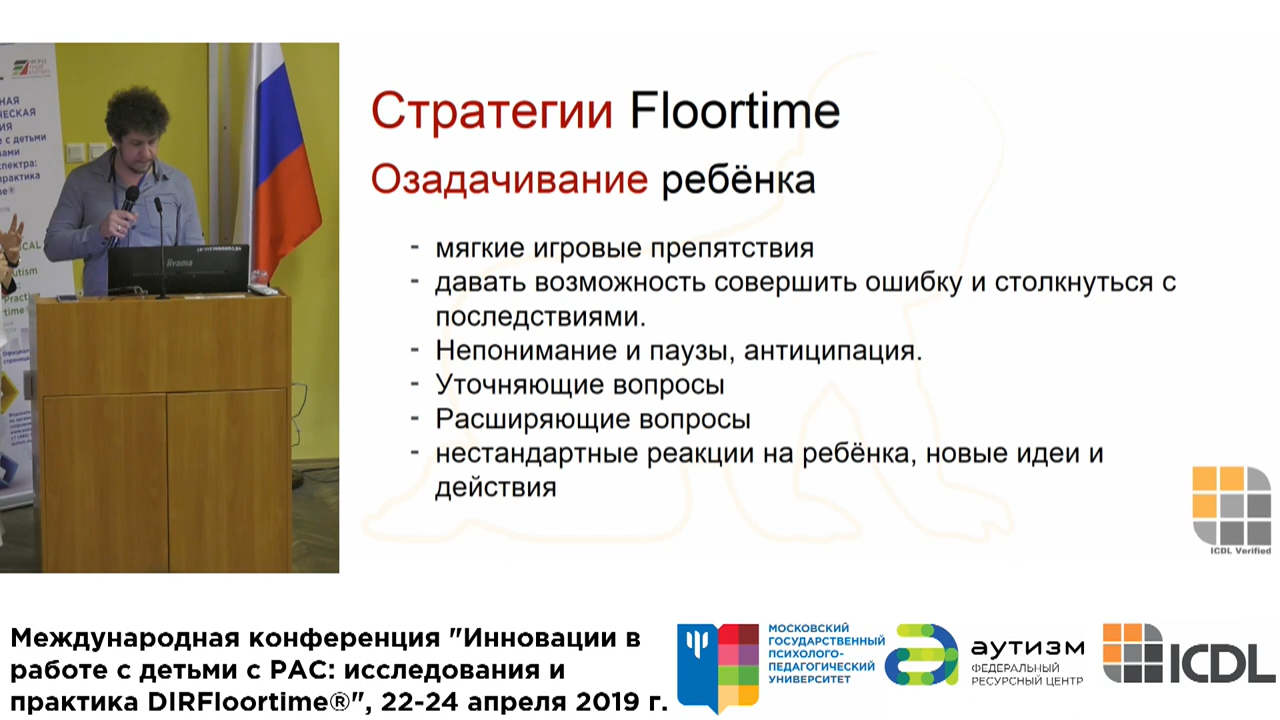 Стратегии Floortime
Озадачивание ребёнка
- мягкие игровые препятствия
- давать возможность совершить ошибку и столкнуться с
последствиями.
- Непонимание и паузы, антиципация.
- Уточняющие вопросы
- Расширяющие вопросы
- нестандартные реакции на ребёнка, новые идеи и
действия
ICDL Verified
iiyama
Международная конференция "Инновации в
работе с детьми с РАС: исследования и
практика DIRFloortime®", 22-24 апреля 2019 г.
МОСКОВСКИЙ
ГОСУДАРСТВЕННЫЙ
ПСИХОЛОГО-
ПЕДАГОГИЧЕСКИЙ
УНИВЕРСИТЕТ
аутизм
ФЕДЕРАЛЬНЫЙ
РЕСУРСНЫЙ ЦЕНТР
ICDL